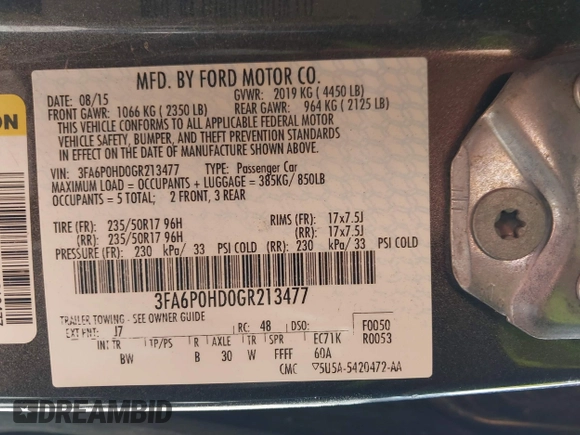 MFD. BY FORD MOTOR CO.
DATE: 08/15 GVWR: 2019 KG ( 4450 LB)
FRONT GAWR: 1066 KG ( 2350 LB) REAR GAWR: 964 KG ( 2125 LB)
THIS VEHICLE CONFORMS TO ALL APPLICABLE FEDERAL MOTOR
VEHICLE SAFETY, BUMPER, AND THEFT PREVENTION STANDARDS
IN EFFECT ON THE DATE OF MANUFACTURE SHOWN ABOVE.
VIN: 3FA6P0HD0GR213477 TYPE: Passenger Car
MAXIMUM LOAD = OCCUPANTS + LUGGAGE = 385KG/ 850LB
OCCUPANTS = 5 TOTAL; 2 FRONT, 3 REAR
TIRE (FR): 235/50R17 96H RIMS (FR): 17x7.5J
(RR): 235/50R17 96H (RR): 17x7.5J
PRESSURE (FR): 230 kPa/ 33 PSI COLD (RR): 230 kPa/ 33 PSI COLD
3FA6P0HD0GR213477
TRAILER TOWING - SEE OWNER GUIDE
EXT PNT: J7 RC: 48 DSO: F0050
INT TR TP/PS R AXLE TR SPR EC71K R0053
BW B 30 W FFFF 60A
CMC 5U5A-5420472-AA
DREAMBID